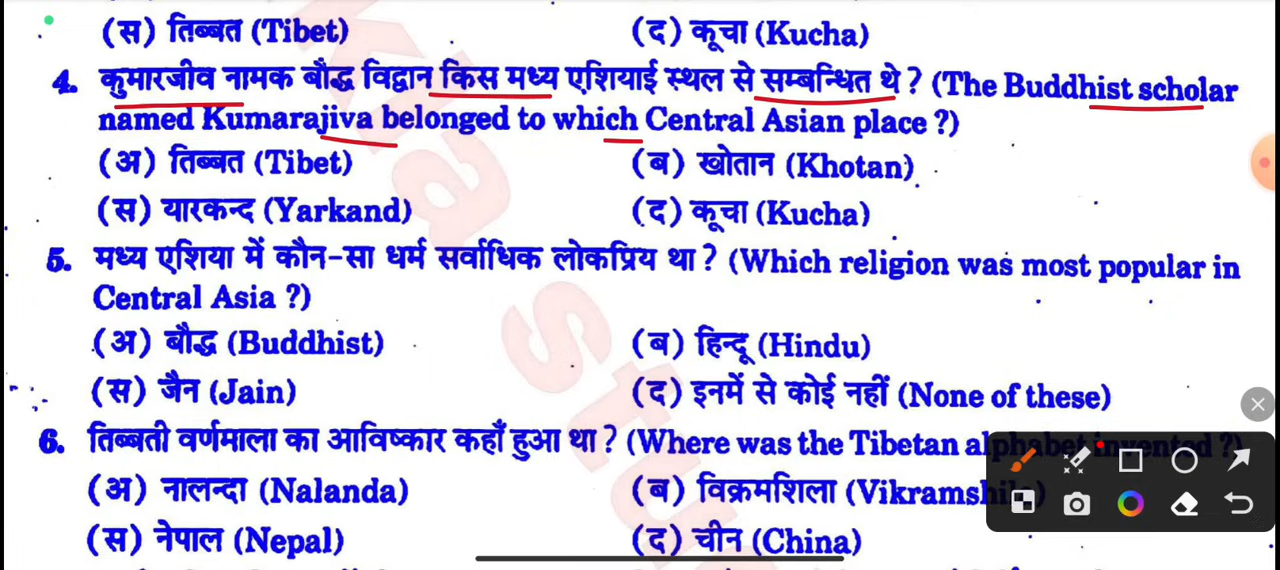 (स) तिब्बत (Tibet) (द) कूचा (Kucha)
4. कुमारजीव नामक बौद्ध विद्वान किस मध्य एशियाई स्थल से सम्बन्धित थे ? (The Buddhist scholar
named Kumarajiva belonged to which Central Asian place ?)
(अ) तिब्बत (Tibet) (ब) खोतान (Khotan)
(स) यारकन्द (Yarkand) (द) कूचा (Kucha)
5. मध्य एशिया में कौन-सा धर्म सर्वाधिक लोकप्रिय था ? (Which religion was most popular in
Central Asia ?)
(अ) बौद्ध (Buddhist) (ब) हिन्दू (Hindu)
(स) जैन (Jain) (द) इनमें से कोई नहीं (None of these)
6. तिब्बती वर्णमाला का आविष्कार कहाँ हुआ था ? (Where was the Tibetan alphabet invented ?)
(अ) नालन्दा (Nalanda) (ब) विक्रमशिला (Vikramshila)
(स) नेपाल (Nepal) (द) चीन (China)